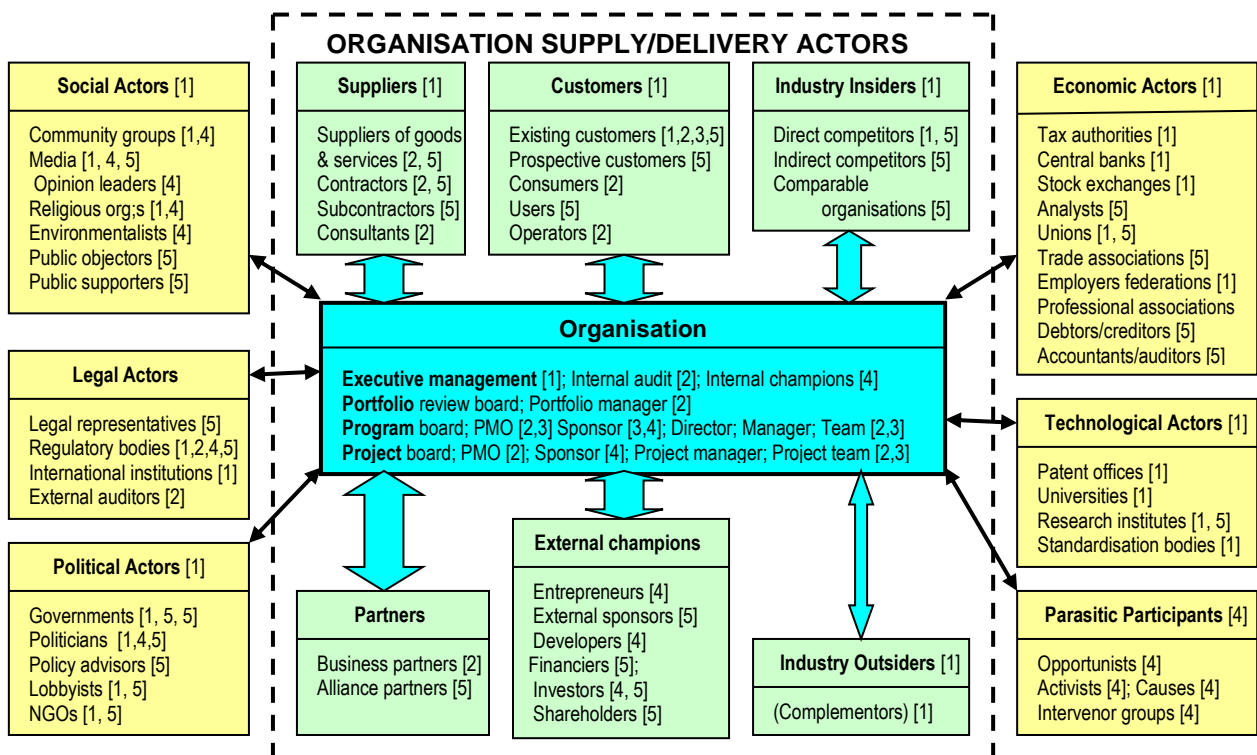 ORGANISATION SUPPLY/DELIVERY ACTORS
Social Actors [1]
Community groups [1,4]
Media [1, 4, 5]
Opinion leaders [4]
Religious org;s [1,4]
Environmentalists [4]
Public objectors [5]
Public supporters [5]
Suppliers [1]
Suppliers of goods
& services [2, 5]
Contractors [2, 5]
Subcontractors [5]
Consultants [2]
Customers [1]
Existing customers [1,2,3,5]
Prospective customers [5]
Consumers [2]
Users [5]
Operators [2]
Industry Insiders [1]
Direct competitors [1, 5]
Indirect competitors [5]
Comparable
organisations [5]
Economic Actors [1]
Tax authorities [1]
Central banks [1]
Stock exchanges [1]
Analysts [5]
Unions [1, 5]
Trade associations [5]
Employers federations [1]
Professional associations
Debtors/creditors [5]
Accountants/auditors [5]
Organisation
Executive management [1]; Internal audit [2]; Internal champions [4]
Portfolio review board; Portfolio manager [2]
Program board; PMO [2,3] Sponsor [3,4]; Director; Manager; Team [2,3]
Project board; PMO [2]; Sponsor [4]; Project manager; Project team [2,3]
Legal Actors
Legal representatives [5]
Regulatory bodies [1,2,4,5]
International institutions [1]
External auditors [2]
Technological Actors [1]
Patent offices [1]
Universities [1]
Research institutes [1, 5]
Standardisation bodies [1]
Political Actors [1]
Governments [1, 5, 5]
Politicians [1,4,5]
Policy advisors [5]
Lobbyists [1, 5]
NGOs [1, 5]
Partners
Business partners [2]
Alliance partners [5]
External champions
Entrepreneurs [4]
External sponsors [5]
Developers [4]
Financiers [5];
Investors [4, 5]
Shareholders [5]
Industry Outsiders [1]
(Complementors) [1]
Parasitic Participants [4]
Opportunists [4]
Activists [4]; Causes [4]
Intervenor groups [4]